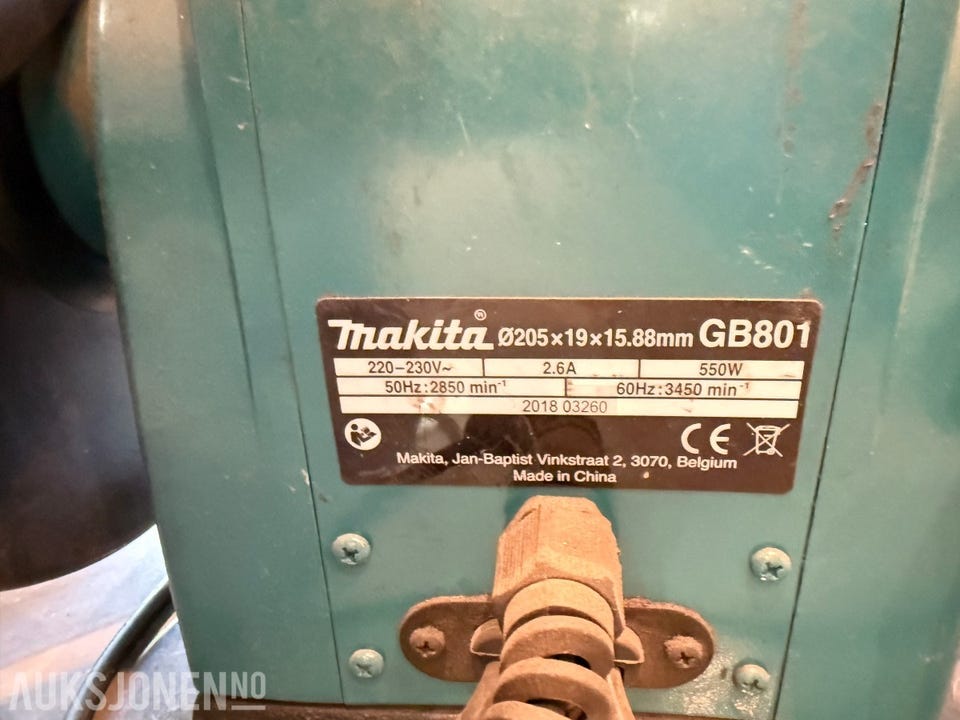 Makita® Ø205×19×15.88mm GB801
220-230V~ 2.6A 550W
50Hz:2850 min⁻¹ 60Hz:3450 min⁻¹
2018 03260
CE
Makita, Jan-Baptist Vinkstraat 2, 3070, Belgium
Made in China
AUKSJONEN.NO